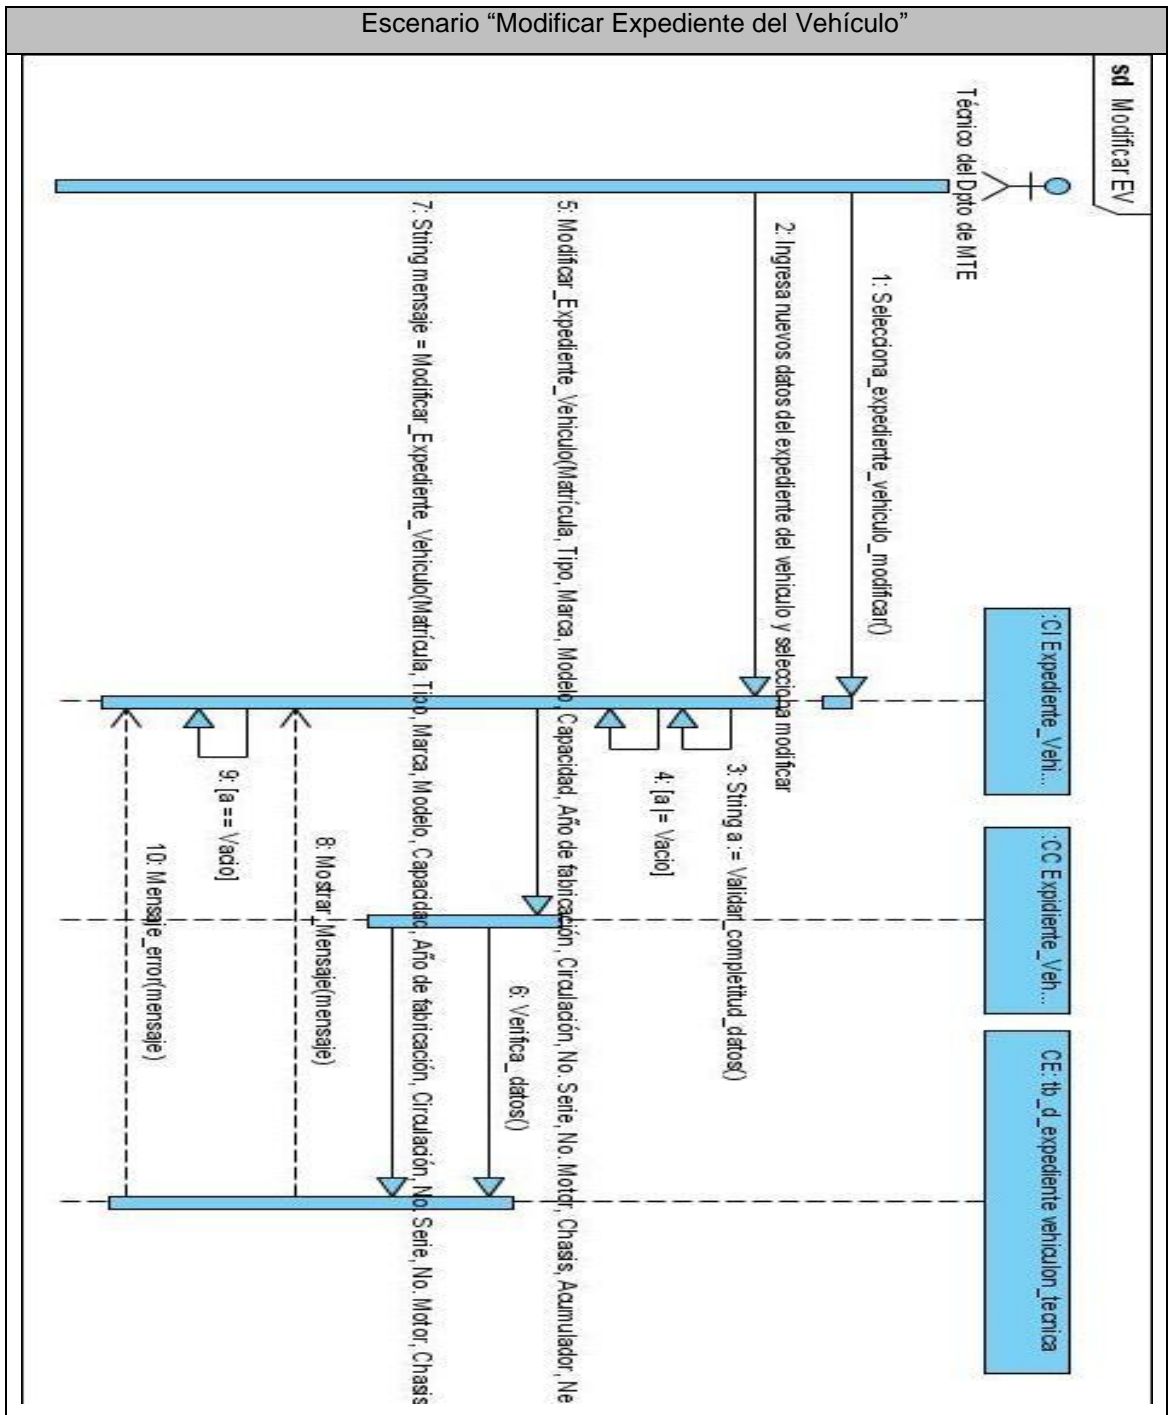 Escenario “Modificar Expediente del Vehículo”
sd Modificar EV
Técnico del Dpto de MTE
:CI Expediente_Vehi...
:CC Expidiente_Veh...
CE: tb_d_expediente vehiculon_tecnica
1: Selecciona_expediente_vehiculo_modificar()
2: Ingresa nuevos datos del expediente del vehiculo y selecciona modificar
3: String a := Validar_completitud_datos()
4: [a |= Vacio]
5: Modificar_Expediente_Vehiculo(Matrícula, Tipo, Marca, Modelo, Capacidad, Año de fabricación, Circulación, No. Serie, No. Motor, Chasis, Acumulador, Ne
6: Verifica_datos()
7: String mensaje = Modificar_Expediente_Vehiculo(Matrícula, Tipo, Marca, Modelo, Capacidad, Año de fabricación, Circulación, No. Serie, No. Motor, Chasis
8: Mostrar_Mensaje(mensaje)
9: [a == Vacio]
10: Mensaje_error(mensaje)